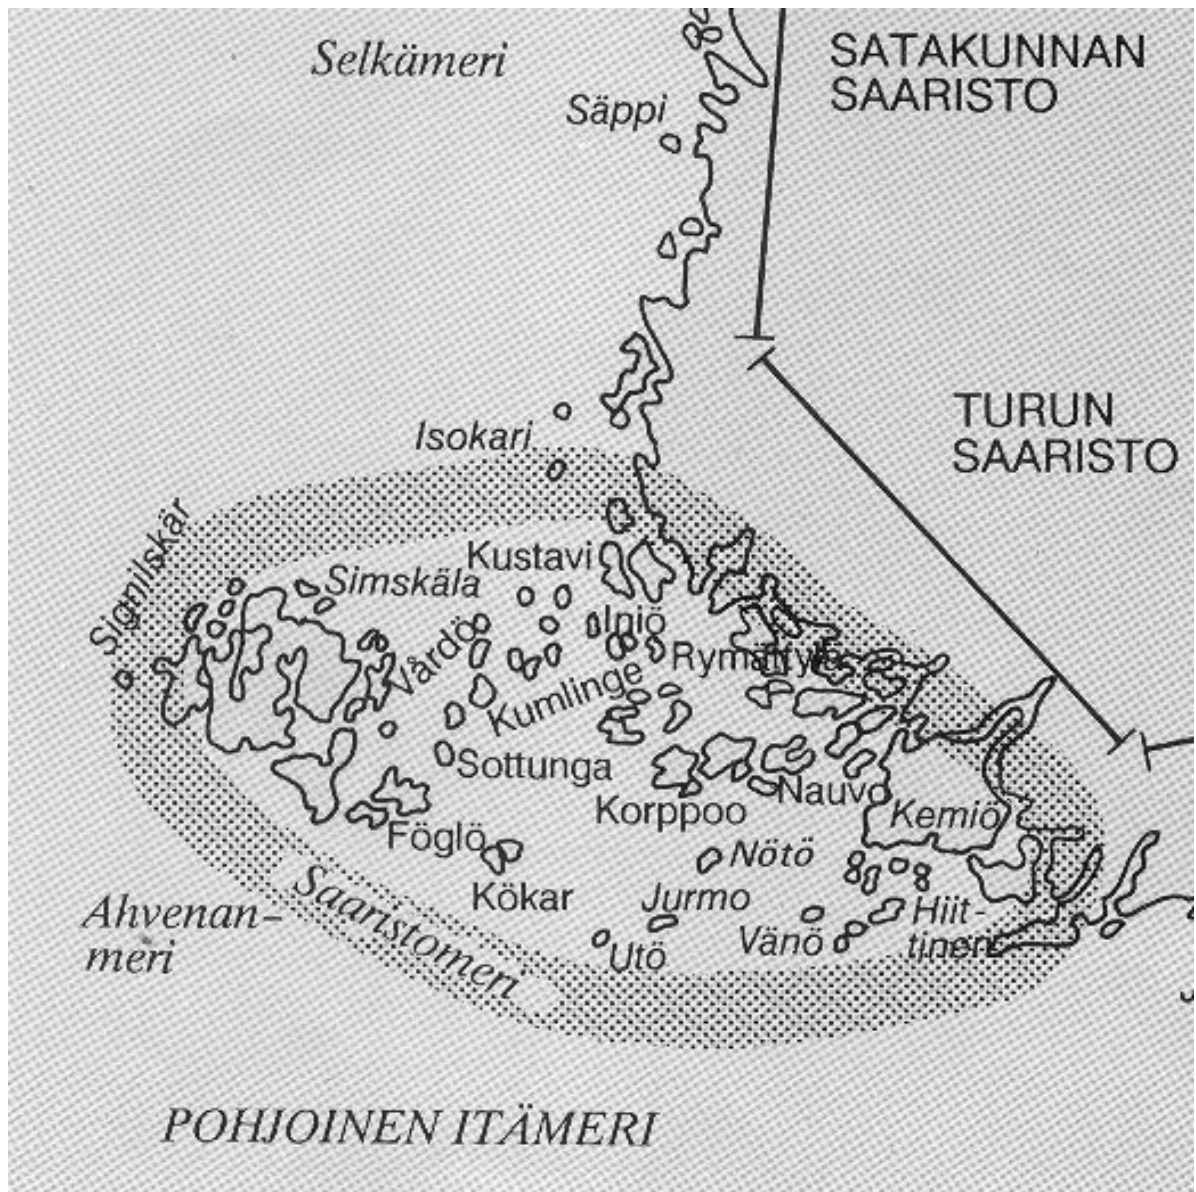 Selkämeri
SATAKUNNAN
SAARISTO
Säppi
TURUN
SAARISTO
Isokari
Signilskär
Kustavi
Simskäla
Iniö
Vårdö
Rymättylä
Kumlinge
Sottunga
Nauvo
Korppoo
Kemiö
Föglö
Nötö
Kökar
Jurmo
Hiit-
tinen
Vänö
Utö
Saaristomeri
Ahvenan-
meri
POHJOINEN ITÄMERI